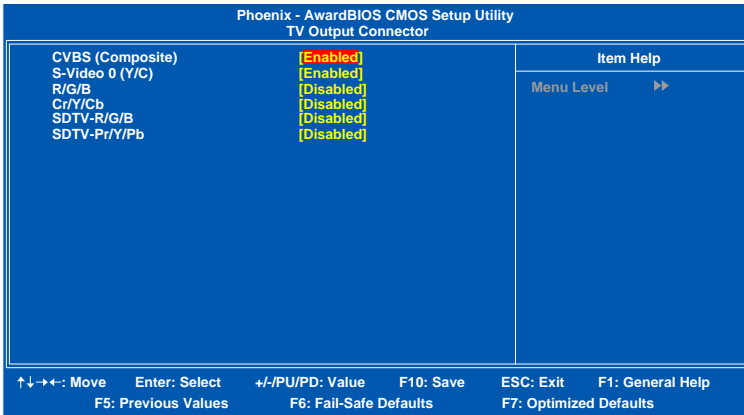 Phoenix - AwardBIOS CMOS Setup Utility
TV Output Connector
CVBS (Composite) [Enabled]
S-Video 0 (Y/C) [Enabled]
R/G/B [Disabled]
Cr/Y/Cb [Disabled]
SDTV-R/G/B [Disabled]
SDTV-Pr/Y/Pb [Disabled]
Item Help
Menu Level ▸▸
↑↓→←: Move Enter: Select +/-/PU/PD: Value F10: Save ESC: Exit F1: General Help
F5: Previous Values F6: Fail-Safe Defaults F7: Optimized Defaults